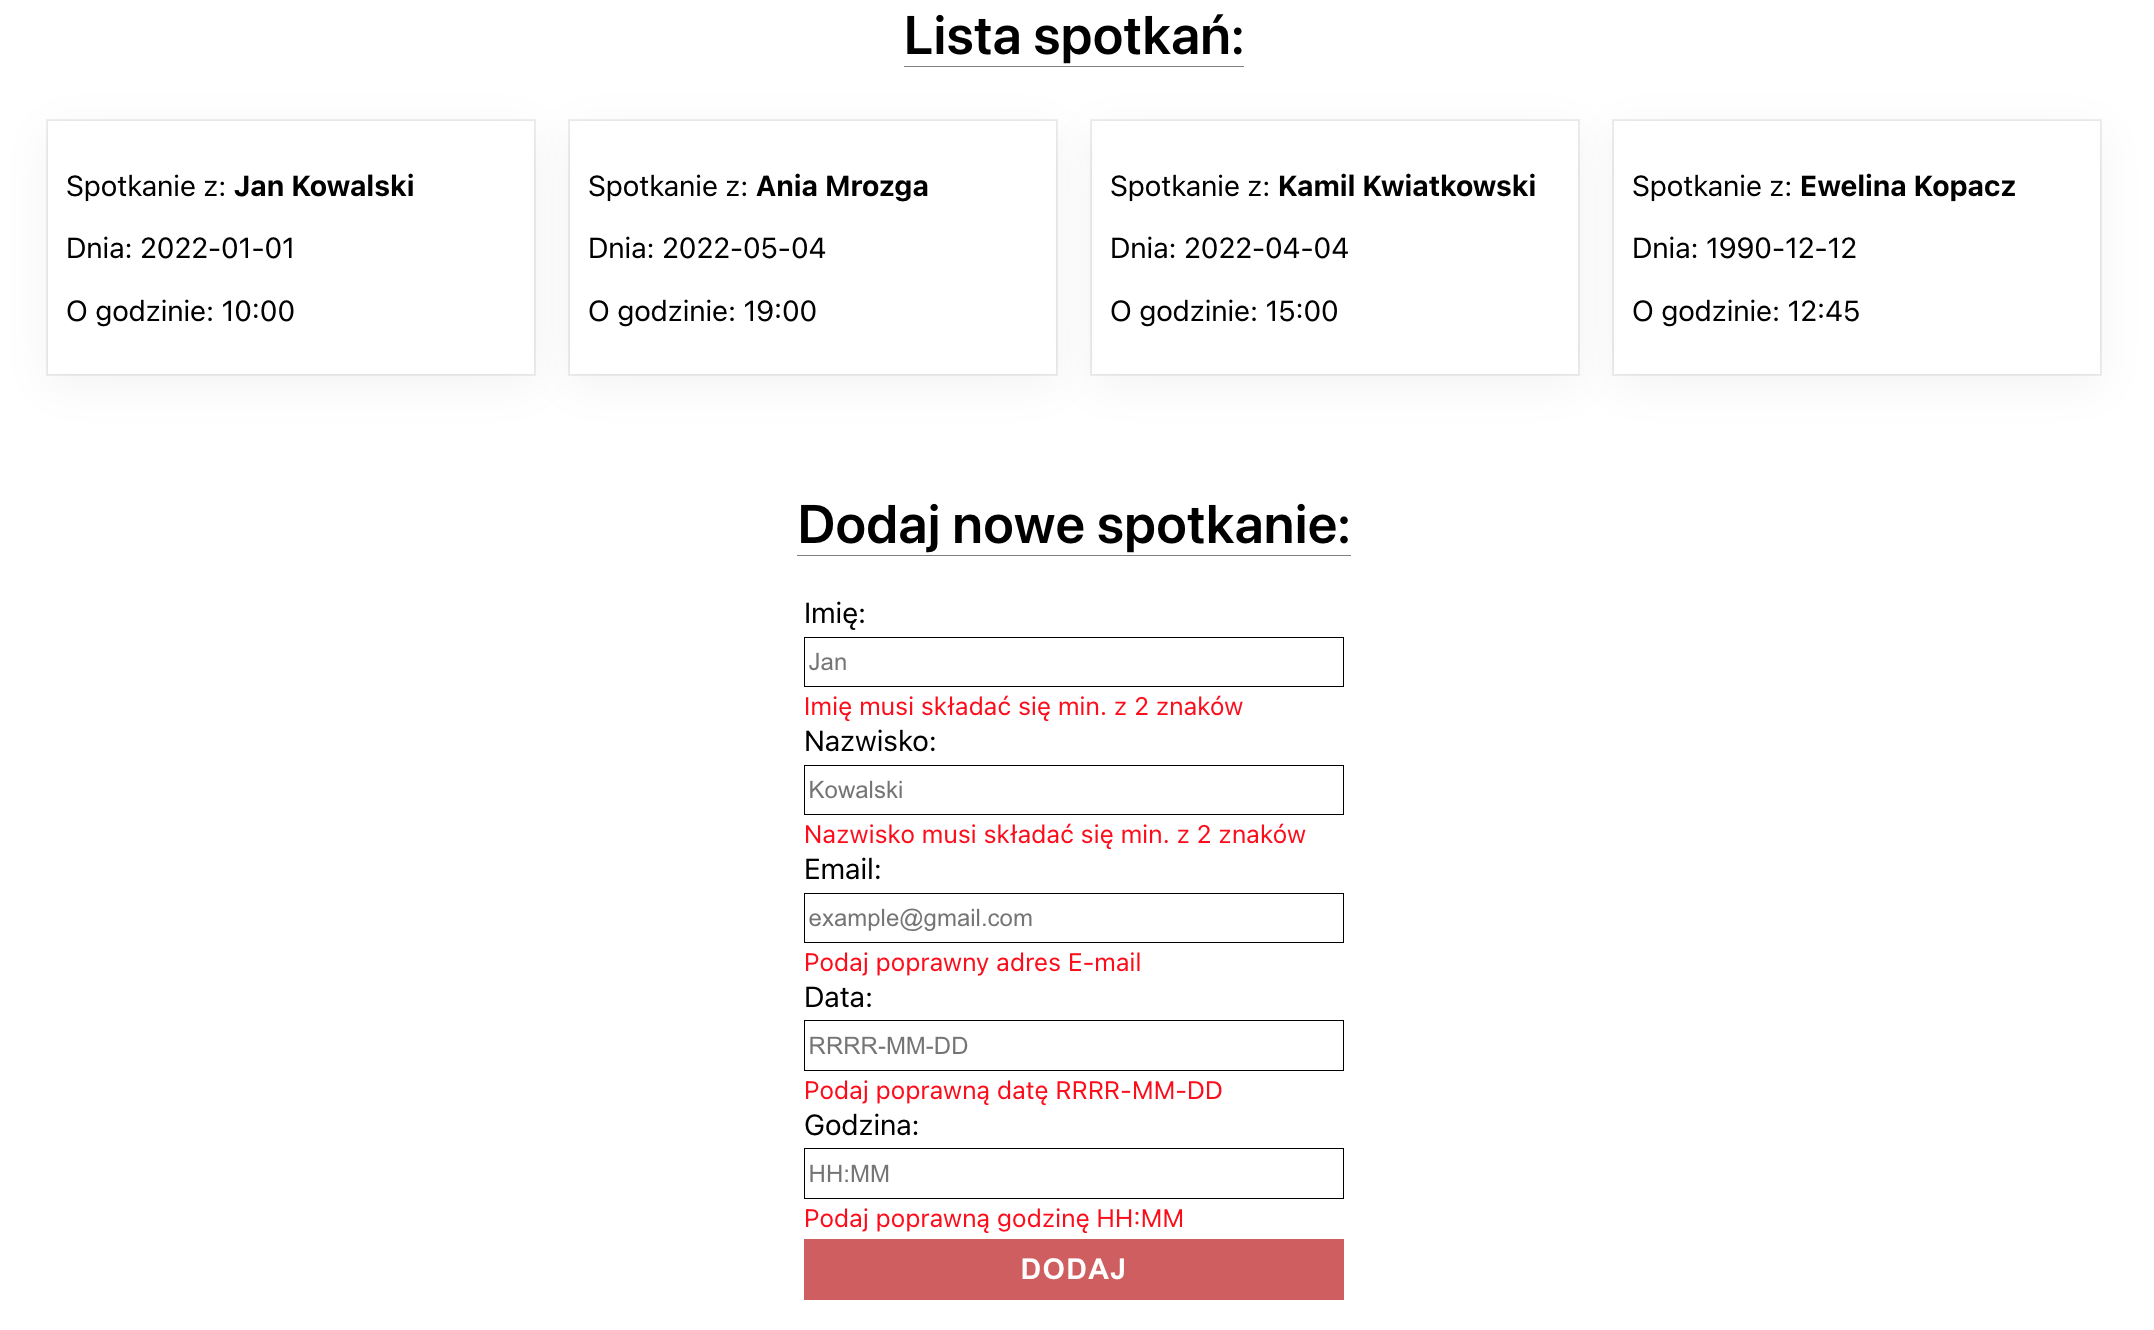 Lista spotkań:
Spotkanie z: Jan Kowalski
Dnia: 2022-01-01
O godzinie: 10:00
Spotkanie z: Ania Mrozga
Dnia: 2022-05-04
O godzinie: 19:00
Spotkanie z: Kamil Kwiatkowski
Dnia: 2022-04-04
O godzinie: 15:00
Spotkanie z: Ewelina Kopacz
Dnia: 1990-12-12
O godzinie: 12:45
Dodaj nowe spotkanie:
Imię:
Jan
Imię musi składać się min. z 2 znaków
Nazwisko:
Kowalski
Nazwisko musi składać się min. z 2 znaków
Email:
example@gmail.com
Podaj poprawny adres E-mail
Data:
RRRR-MM-DD
Podaj poprawną datę RRRR-MM-DD
Godzina:
HH:MM
Podaj poprawną godzinę HH:MM
DODAJ